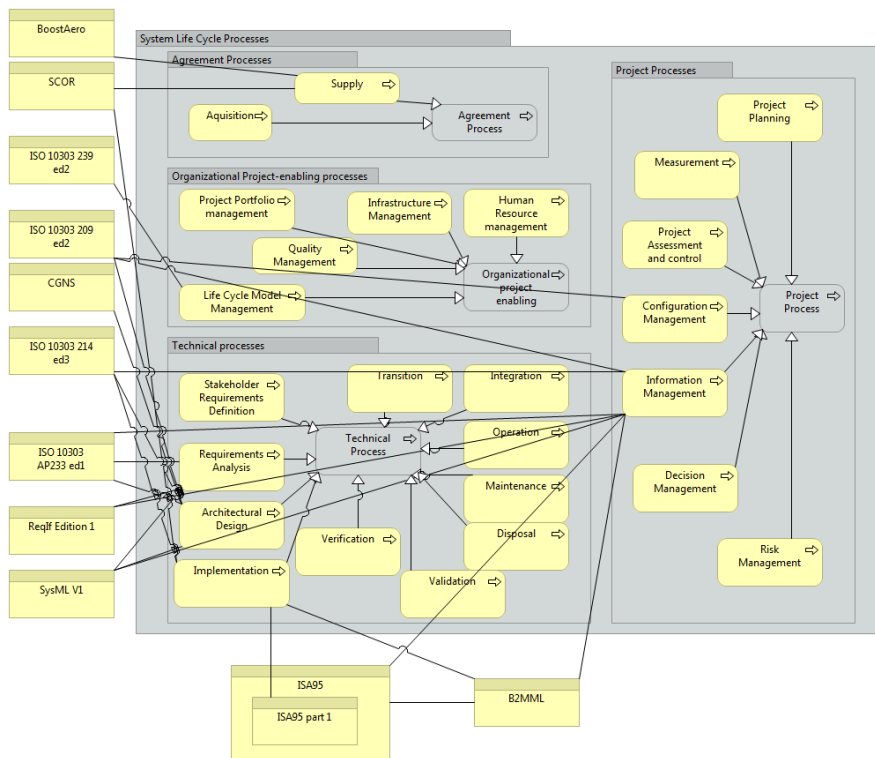 BoostAero
SCOR
ISO 10303 239
ed2
ISO 10303 209
ed2
CGNS
ISO 10303 214
ed3
ISO 10303
AP233 ed1
ReqIf Edition 1
SysML V1
System Life Cycle Processes
Agreement Processes
Supply
Aquisition
Agreement
Process
Organizational Project-enabling processes
Project Portfolio
management
Infrastructure
Management
Human
Resource
management
Quality
Management
Organizational
project
enabling
Life Cycle Model
Management
Technical processes
Stakeholder
Requirements
Definition
Transition
Integration
Technical
Process
Operation
Requirements
Analysis
Maintenance
Architectural
Design
Verification
Disposal
Implementation
Validation
Project Processes
Project
Planning
Measurement
Project
Assessment
and control
Project
Process
Configuration
Management
Information
Management
Decision
Management
Risk
Management
ISA95
ISA95 part 1
B2MML